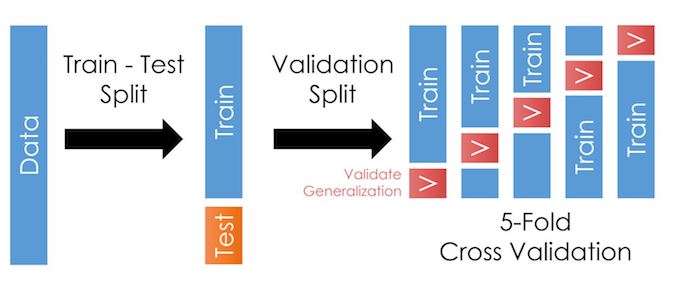 Data
Train - Test
Split
Train
Test
Validation
Split
Validate
Generalization
Train
V
Train
V
Train
V
V
Train
V
Train
5-Fold
Cross Validation